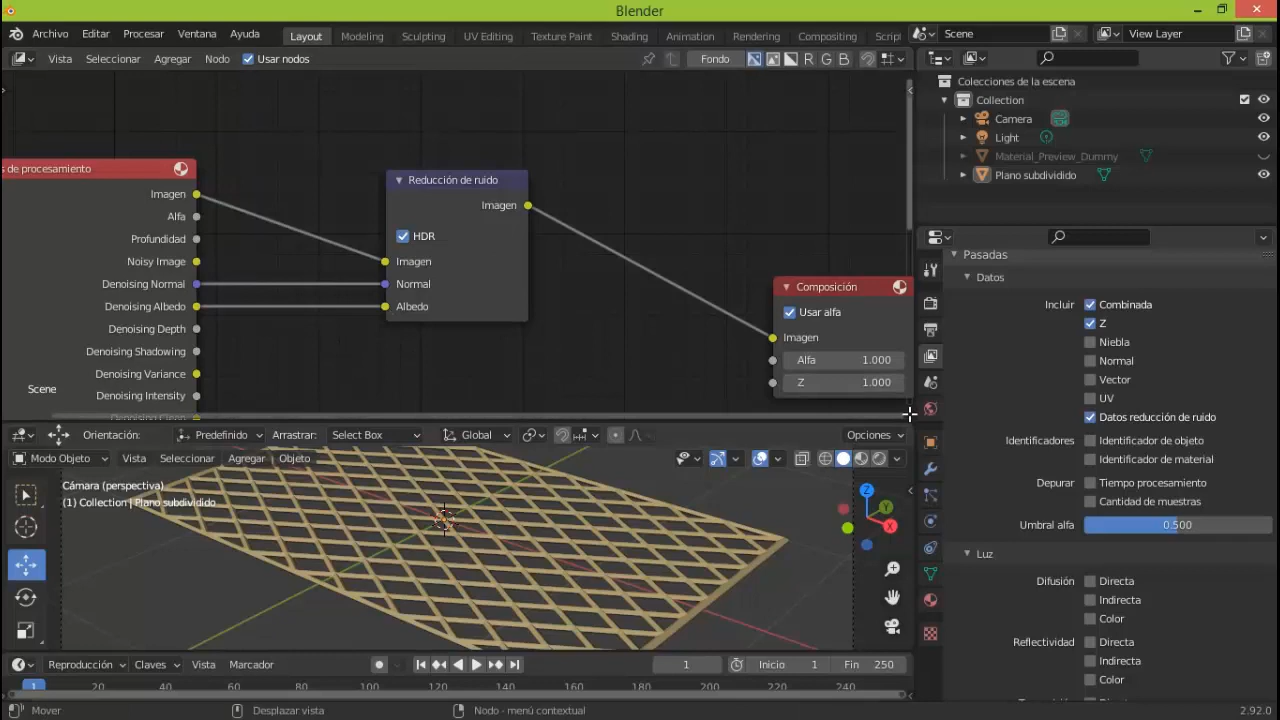 Blender
Archivo Editar Procesar Ventana Ayuda Layout Modeling Sculpting UV Editing Texture Paint Shading Animation Rendering Compositing Script Scene View Layer
Vista Seleccionar Agregar Nodo Usar nodos Fondo R G B
Colecciones de la escena
Collection
Camera
Light
Material_Preview_Dummy
Plano subdividido
s de procesamiento
Imagen
Alfa
Profundidad
Noisy Image
Denoising Normal
Denoising Albedo
Denoising Depth
Denoising Shadowing
Denoising Variance
Denoising Intensity
Denoising Clean
Scene
Reducción de ruido
Imagen
HDR
Imagen
Normal
Albedo
Composición
Usar alfa
Imagen
Alfa 1.000
Z 1.000
Pasadas
Datos
Incluir Combinada
Z
Niebla
Normal
Vector
UV
Datos reducción de ruido
Identificadores Identificador de objeto
Identificador de material
Depurar Tiempo procesamiento
Cantidad de muestras
Umbral alfa 0.500
Luz
Difusión Directa
Indirecta
Color
Reflectividad Directa
Indirecta
Color
Orientación: Predefinido Arrastrar: Select Box Global Opciones
Modo Objeto Vista Seleccionar Agregar Objeto
Cámara (perspectiva)
(1) Collection | Plano subdividido
Z
Y
X
Reproducción Claves Vista Marcador 1 Inicio 1 Fin 250
1 20 40 60 80 100 120 140 160 180 200 220 240
Mover Desplazar vista Nodo - menú contextual 2.92.0